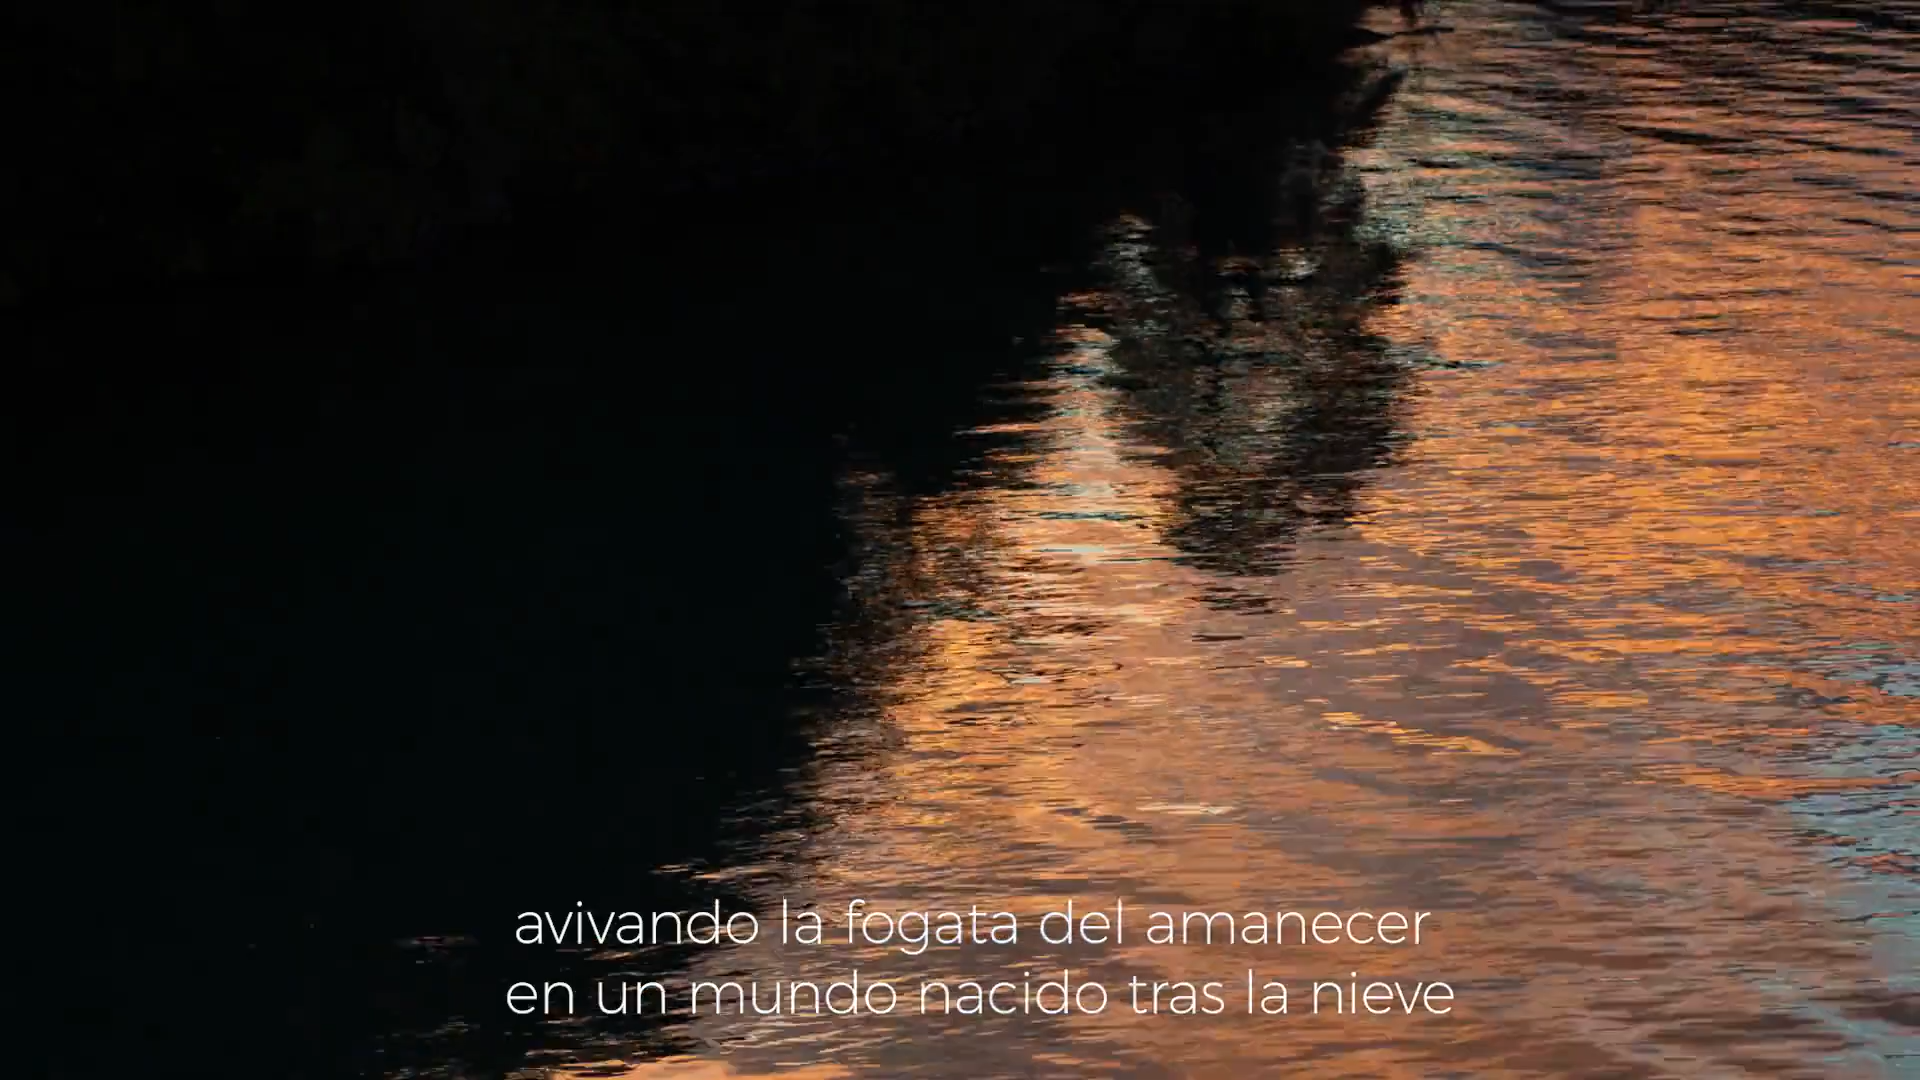 avivando la fogata del amanecer
en un mundo nacido tras la nieve